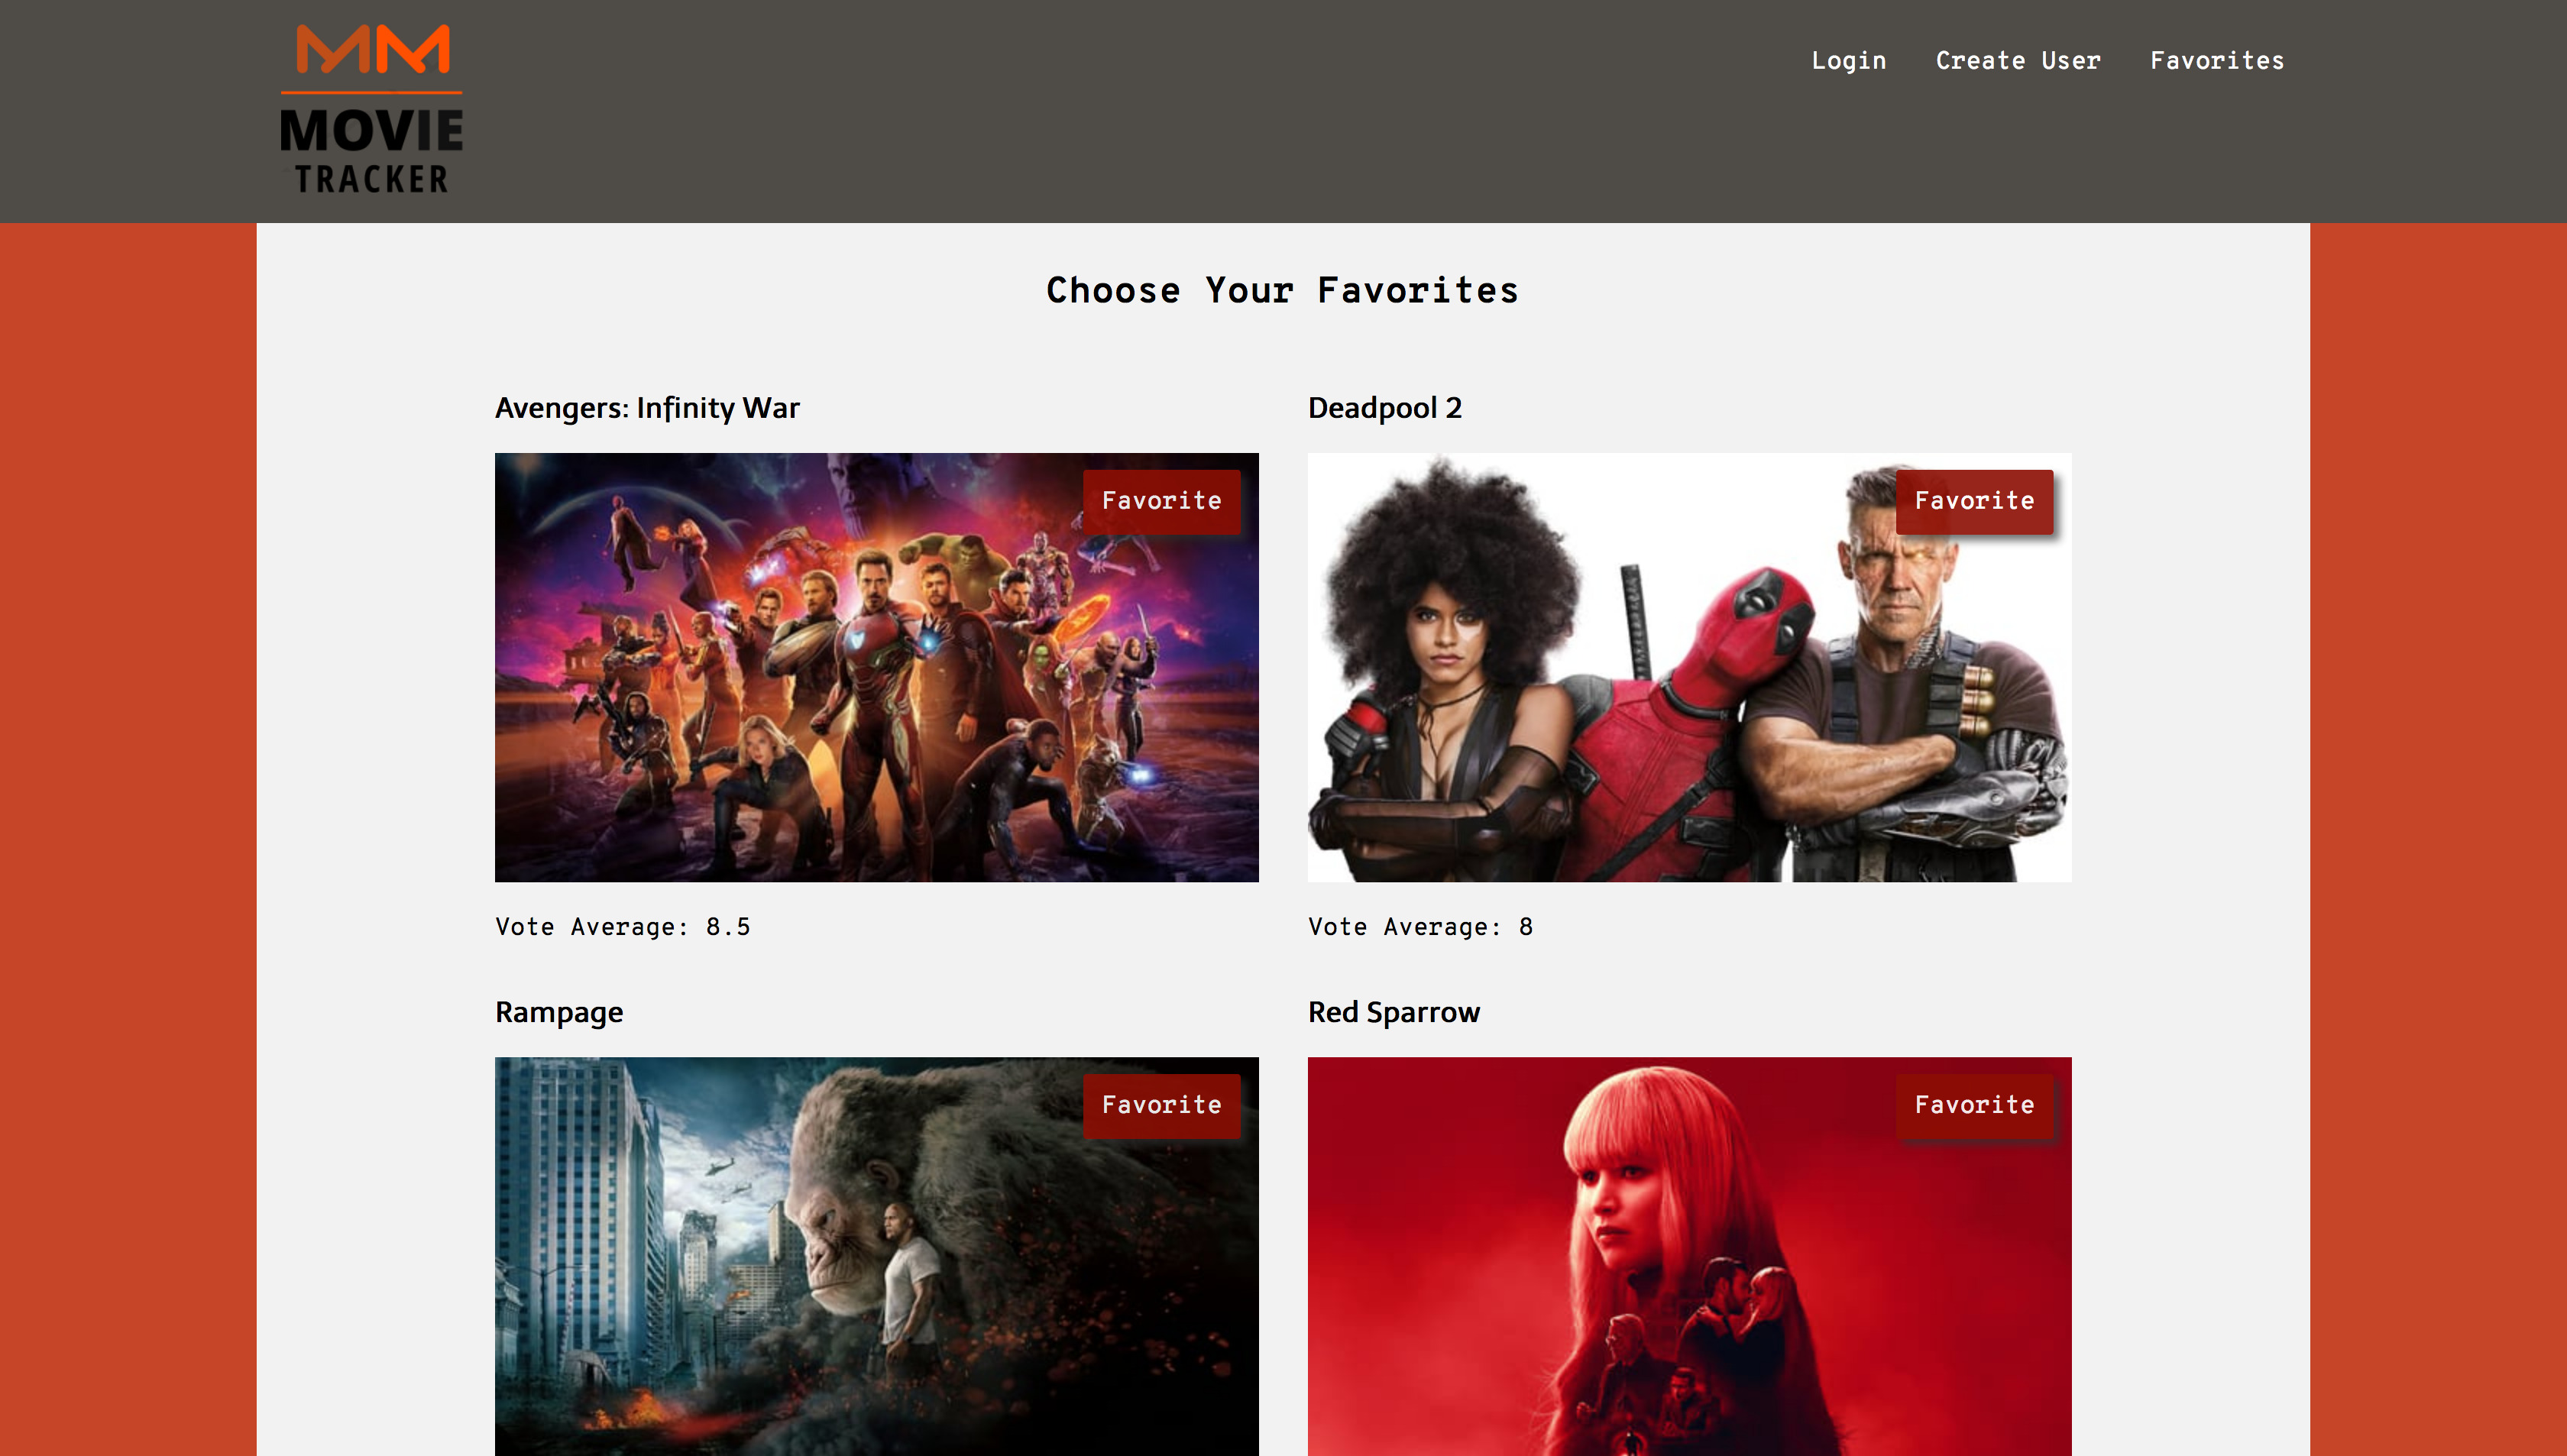 MM
MOVIE
TRACKER
Login Create User Favorites
Choose Your Favorites
Avengers: Infinity War
Deadpool 2
Favorite
Favorite
Vote Average: 8.5
Vote Average: 8
Rampage
Red Sparrow
Favorite
Favorite